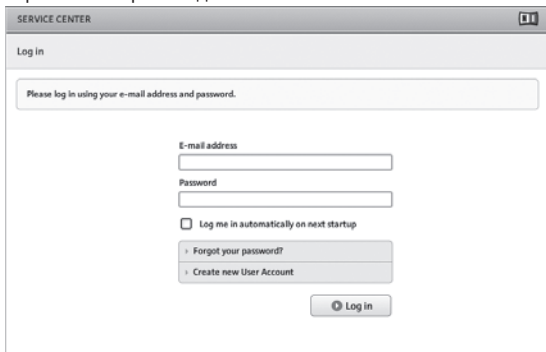 SERVICE CENTER
Log in
Please log in using your e-mail address and password.
E-mail address
Password
Log me in automatically on next startup
› Forgot your password?
› Create new User Account
Log in